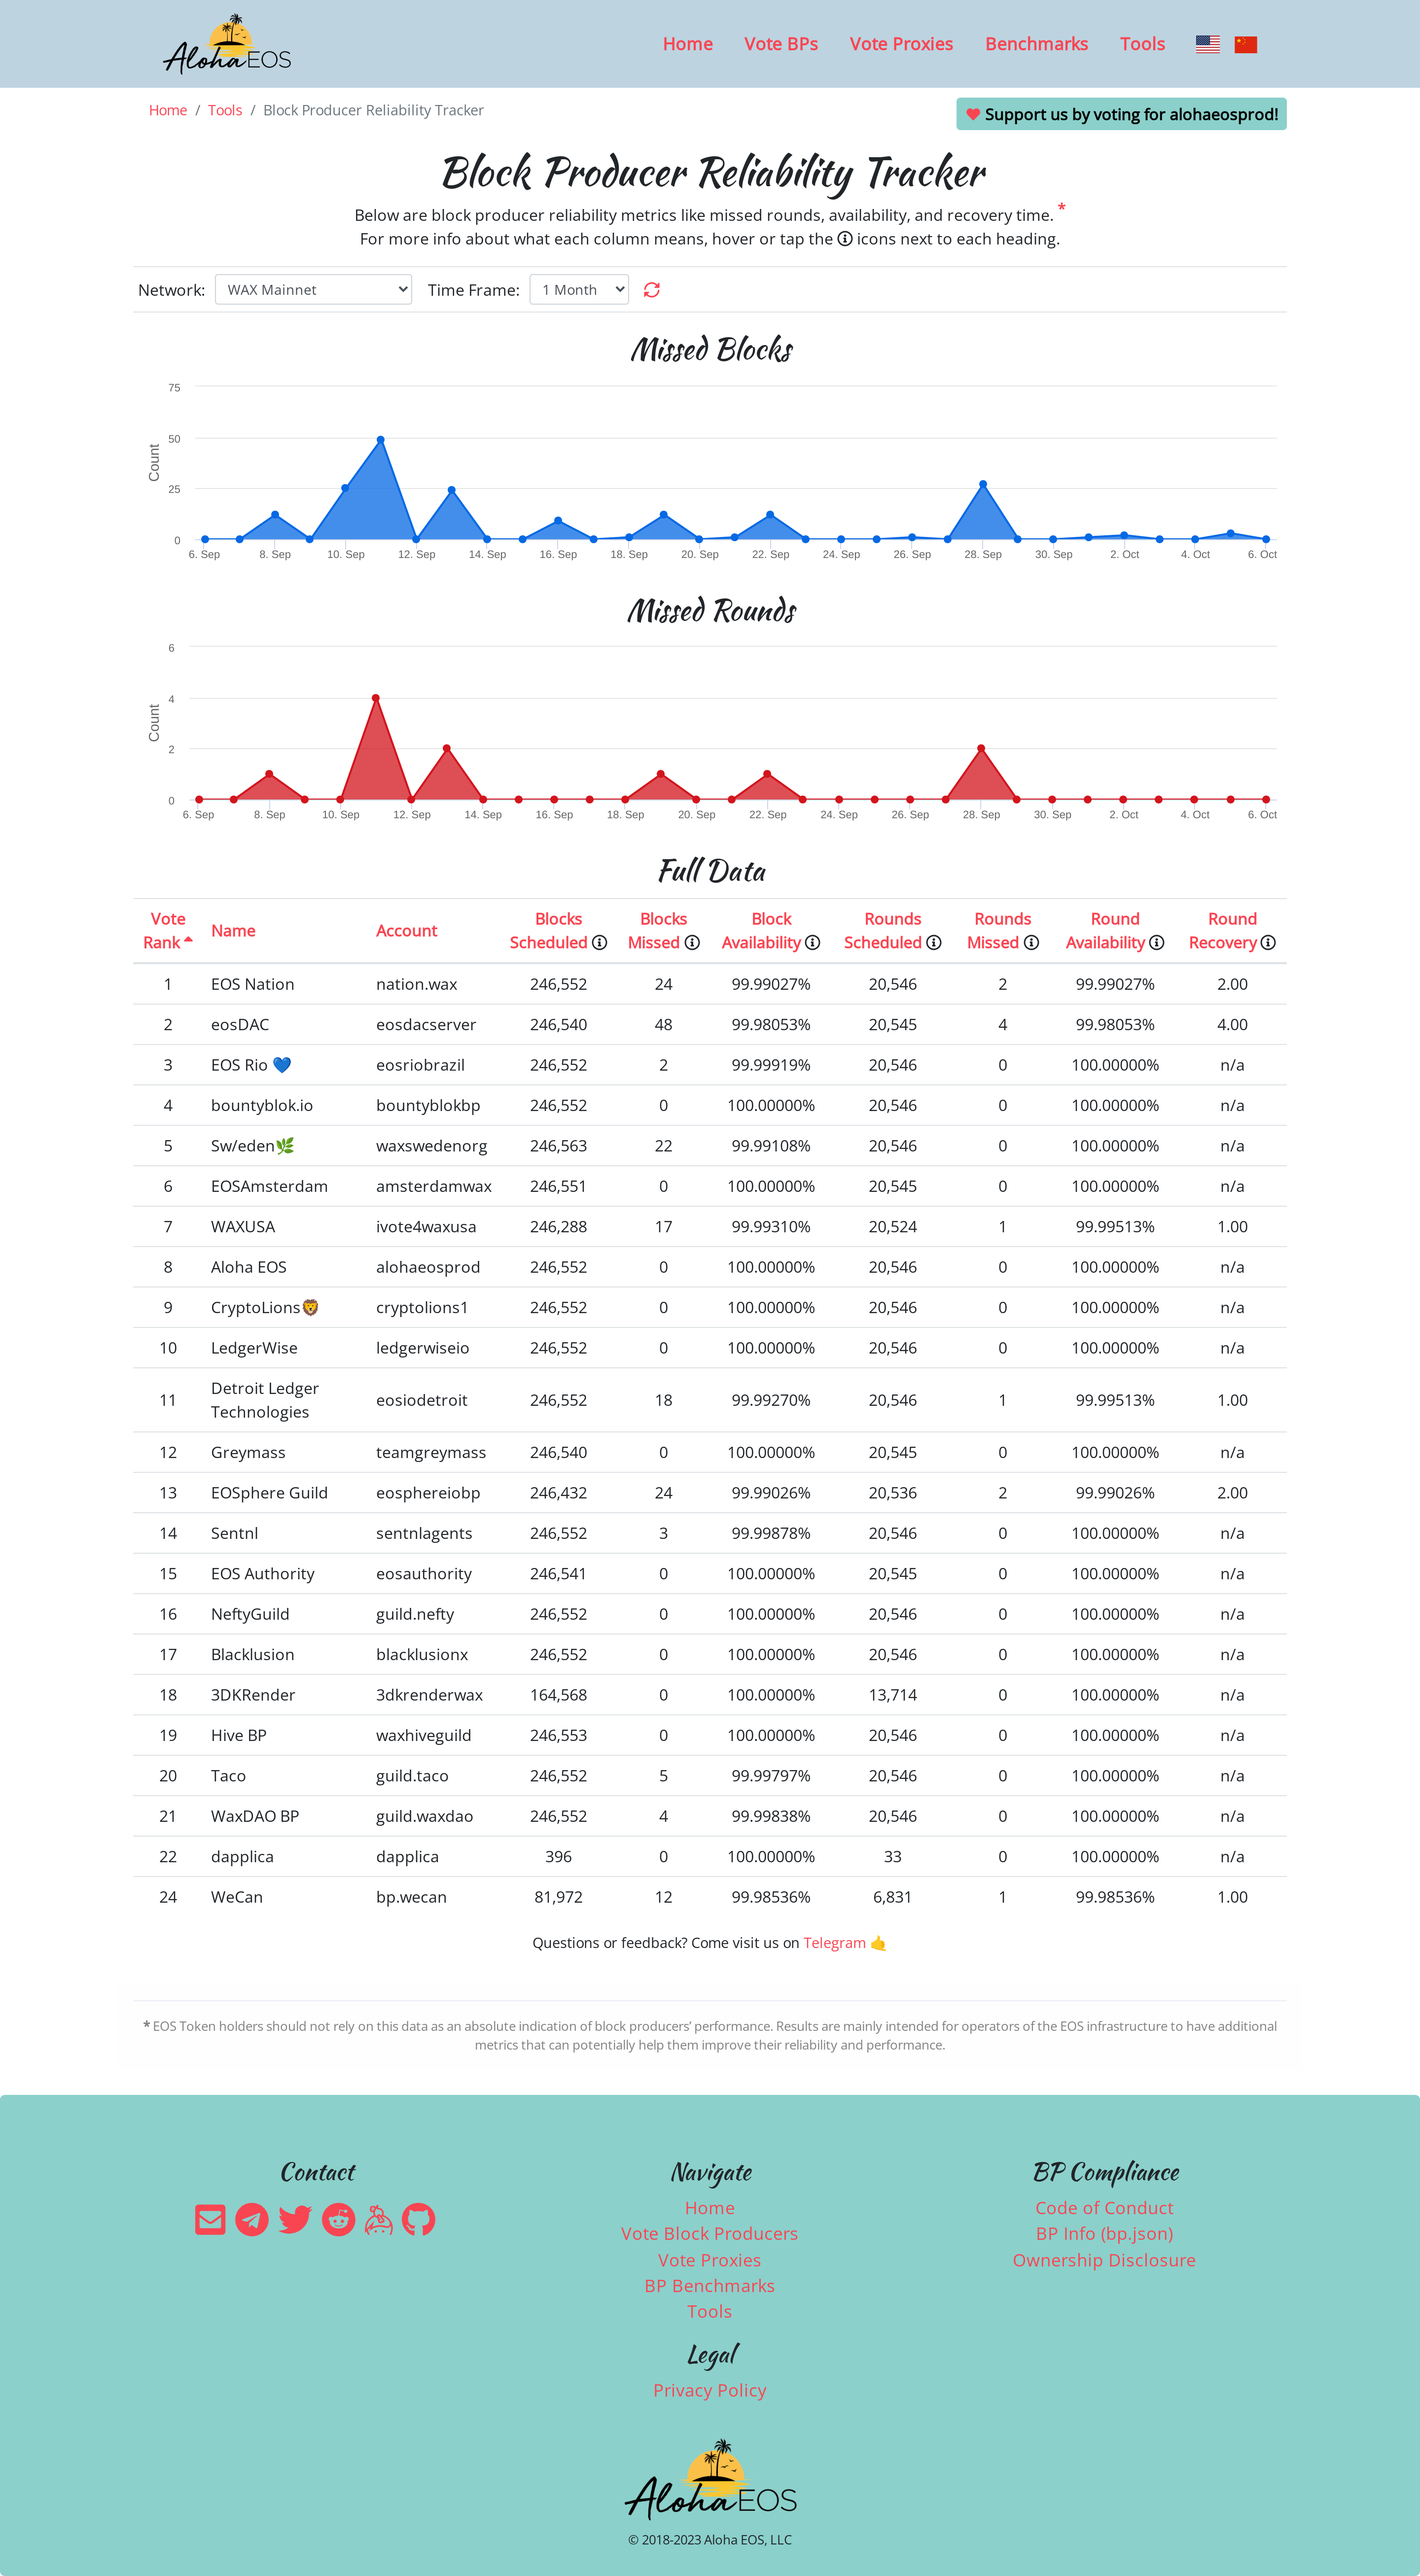 Aloha EOS
Home Vote BPs Vote Proxies Benchmarks Tools
Home / Tools / Block Producer Reliability Tracker
Support us by voting for alohaeosprod!
Block Producer Reliability Tracker
Below are block producer reliability metrics like missed rounds, availability, and recovery time. *
For more info about what each column means, hover or tap the icons next to each heading.
Network: WAX Mainnet Time Frame: 1 Month
Missed Blocks
75
50
25
0
Count
6. Sep 8. Sep 10. Sep 12. Sep 14. Sep 16. Sep 18. Sep 20. Sep 22. Sep 24. Sep 26. Sep 28. Sep 30. Sep 2. Oct 4. Oct 6. Oct
Missed Rounds
6
4
2
0
Count
6. Sep 8. Sep 10. Sep 12. Sep 14. Sep 16. Sep 18. Sep 20. Sep 22. Sep 24. Sep 26. Sep 28. Sep 30. Sep 2. Oct 4. Oct 6. Oct
Full Data
Vote Rank Name Account Blocks Scheduled Blocks Missed Block Availability Rounds Scheduled Rounds Missed Round Availability Round Recovery
1 EOS Nation nation.wax 246,552 24 99.99027% 20,546 2 99.99027% 2.00
2 eosDAC eosdacserver 246,540 48 99.98053% 20,545 4 99.98053% 4.00
3 EOS Rio 💙 eosriobrazil 246,552 2 99.99919% 20,546 0 100.00000% n/a
4 bountyblok.io bountyblokbp 246,552 0 100.00000% 20,546 0 100.00000% n/a
5 Sw/eden🌿 waxswedenorg 246,563 22 99.99108% 20,546 0 100.00000% n/a
6 EOSAmsterdam amsterdamwax 246,551 0 100.00000% 20,545 0 100.00000% n/a
7 WAXUSA ivote4waxusa 246,288 17 99.99310% 20,524 1 99.99513% 1.00
8 Aloha EOS alohaeosprod 246,552 0 100.00000% 20,546 0 100.00000% n/a
9 CryptoLions🦁 cryptolions1 246,552 0 100.00000% 20,546 0 100.00000% n/a
10 LedgerWise ledgerwiseio 246,552 0 100.00000% 20,546 0 100.00000% n/a
11 Detroit Ledger Technologies eosiodetroit 246,552 18 99.99270% 20,546 1 99.99513% 1.00
12 Greymass teamgreymass 246,540 0 100.00000% 20,545 0 100.00000% n/a
13 EOSphere Guild eosphereiobp 246,432 24 99.99026% 20,536 2 99.99026% 2.00
14 Sentnl sentnlagents 246,552 3 99.99878% 20,546 0 100.00000% n/a
15 EOS Authority eosauthority 246,541 0 100.00000% 20,545 0 100.00000% n/a
16 NeftyGuild guild.nefty 246,552 0 100.00000% 20,546 0 100.00000% n/a
17 Blacklusion blacklusionx 246,552 0 100.00000% 20,546 0 100.00000% n/a
18 3DKRender 3dkrenderwax 164,568 0 100.00000% 13,714 0 100.00000% n/a
19 Hive BP waxhiveguild 246,553 0 100.00000% 20,546 0 100.00000% n/a
20 Taco guild.taco 246,552 5 99.99797% 20,546 0 100.00000% n/a
21 WaxDAO BP guild.waxdao 246,552 4 99.99838% 20,546 0 100.00000% n/a
22 dapplica dapplica 396 0 100.00000% 33 0 100.00000% n/a
24 WeCan bp.wecan 81,972 12 99.98536% 6,831 1 99.98536% 1.00
Questions or feedback? Come visit us on Telegram 🤙
* EOS Token holders should not rely on this data as an absolute indication of block producers' performance. Results are mainly intended for operators of the EOS infrastructure to have additional
metrics that can potentially help them improve their reliability and performance.
Contact
Navigate
Home
Vote Block Producers
Vote Proxies
BP Benchmarks
Tools
Legal
Privacy Policy
BP Compliance
Code of Conduct
BP Info (bp.json)
Ownership Disclosure
Aloha EOS
© 2018-2023 Aloha EOS, LLC